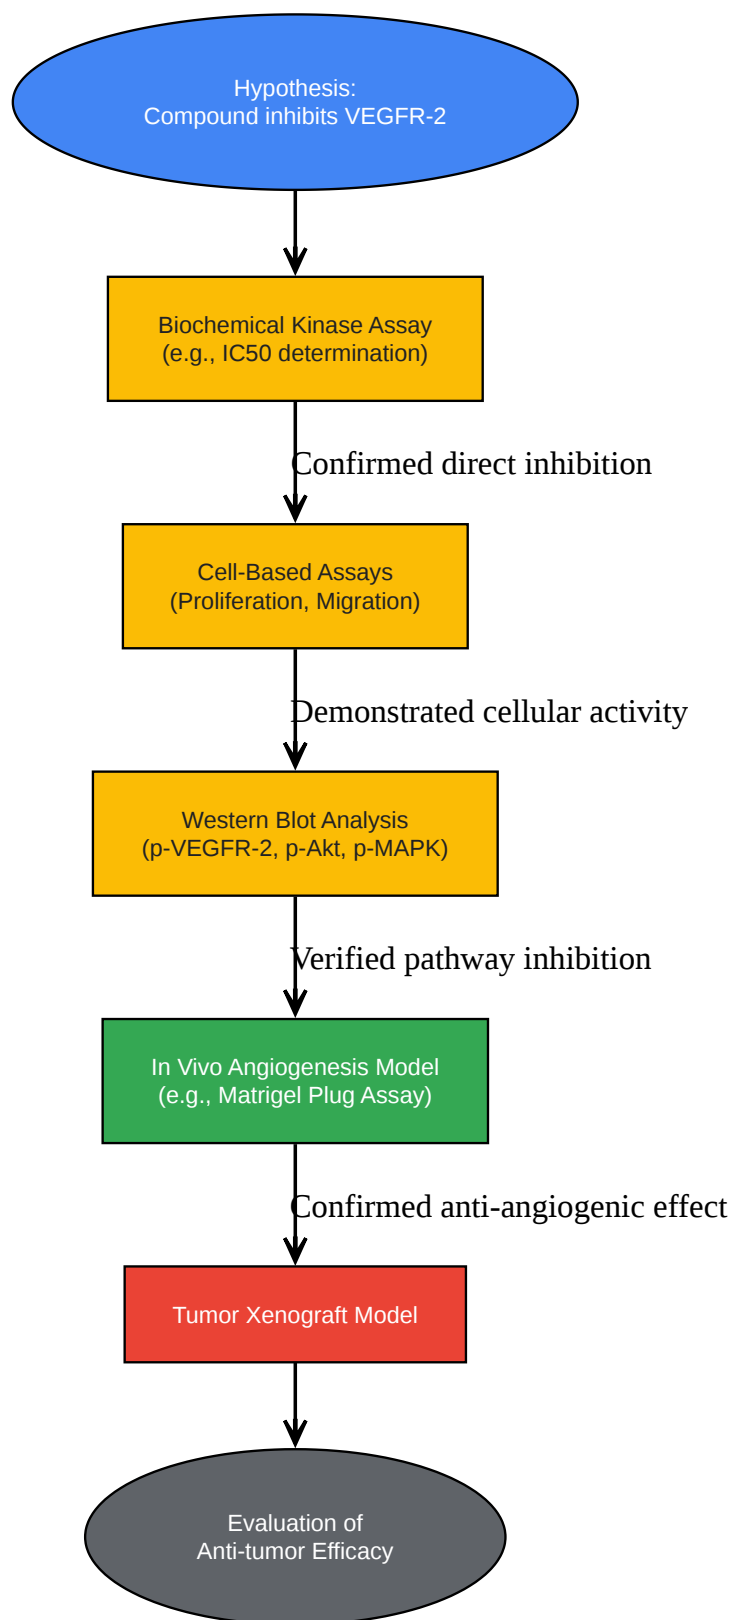 Hypothesis:
Compound inhibits VEGFR-2
Biochemical Kinase Assay
(e.g., IC50 determination)
Confirmed direct inhibition
Cell-Based Assays
(Proliferation, Migration)
Demonstrated cellular activity
Western Blot Analysis
(p-VEGFR-2, p-Akt, p-MAPK)
Verified pathway inhibition
In Vivo Angiogenesis Model
(e.g., Matrigel Plug Assay)
Confirmed anti-angiogenic effect
Tumor Xenograft Model
Evaluation of
Anti-tumor Efficacy